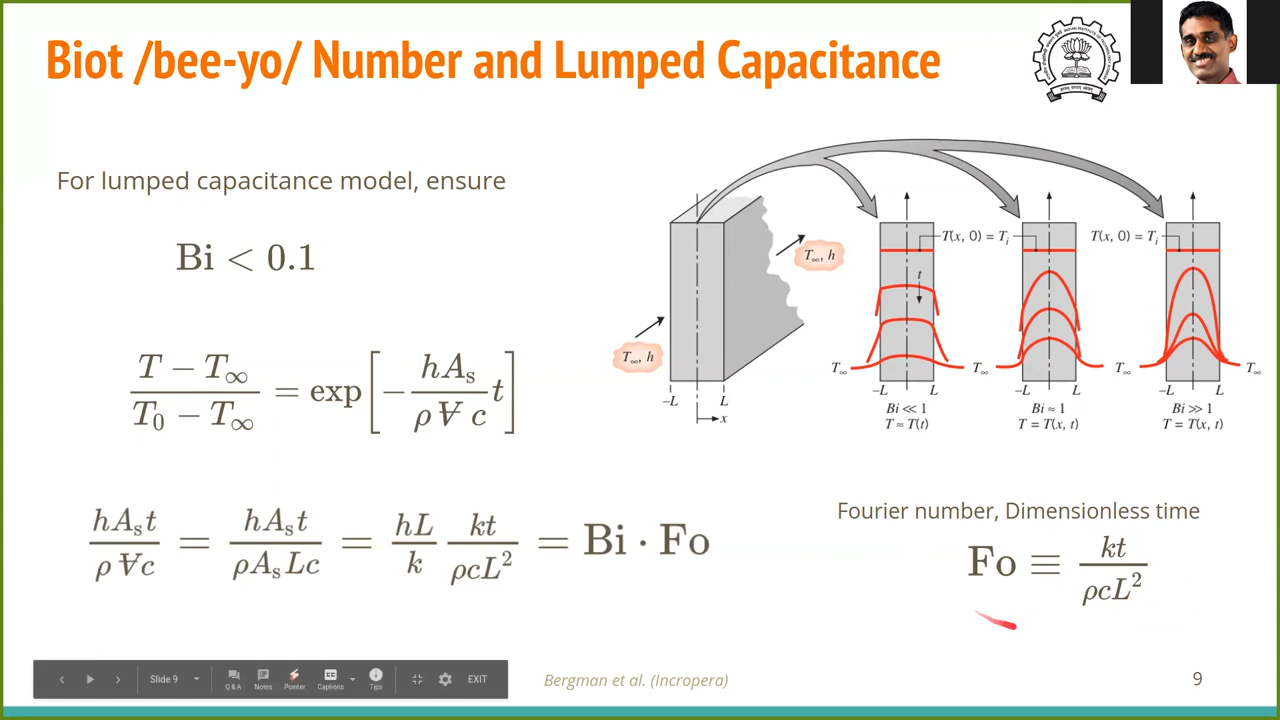 Biot /bee-yo/ Number and Lumped Capacitance
For lumped capacitance model, ensure
Bi < 0.1
T − T∞ / T₀ − T∞ = exp[ − hAₛ / ρ V c t ]
hAₛt / ρ Vc = hAₛt / ρAₛLc = hL / k kt / ρcL² = Bi · Fo
T∞, h
T∞, h
−L L
x
T(x, 0) = Tᵢ T(x, 0) = Tᵢ
t
T∞ T∞ T∞ T∞
−L L −L L −L L
Bi ≪ 1 Bi ≈ 1 Bi ≫ 1
T ≈ T(t) T = T(x, t) T = T(x, t)
Fourier number, Dimensionless time
Fo ≡ kt / ρcL²
Slide 9 Q & A Notes Pointer Captions Tips EXIT
Bergman et al. (Incropera)
9